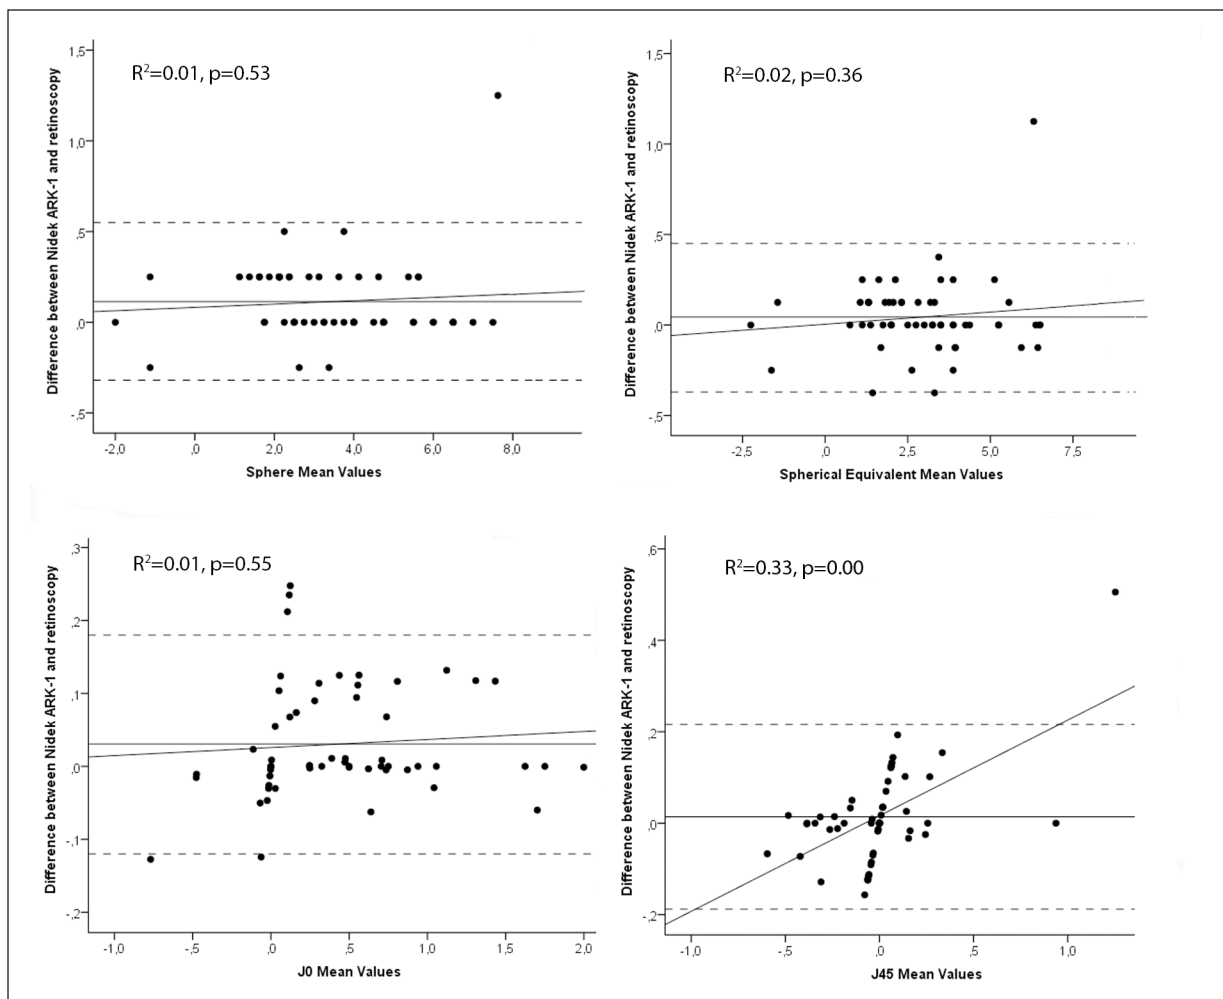 R²=0.01, p=0.53
Difference between Nidek ARK-1 and retinoscopy
1,5
1,0
,5
,0
-,5
-2,0 ,0 2,0 4,0 6,0 8,0
Sphere Mean Values
R²=0.02, p=0.36
Difference between Nidek ARK-1 and retinoscopy
1,5
1,0
,5
,0
-,5
-2,5 ,0 2,5 5,0 7,5
Spherical Equivalent Mean Values
R²=0.01, p=0.55
Difference between Nidek ARK-1 and retinoscopy
,3
,2
,1
,0
-,1
-,2
-1,0 -,5 ,0 ,5 1,0 1,5 2,0
J0 Mean Values
R²=0.33, p=0.00
Difference between Nidek ARK-1 and retinoscopy
,6
,4
,2
,0
-,2
-1,0 -,5 ,0 ,5 1,0
J45 Mean Values